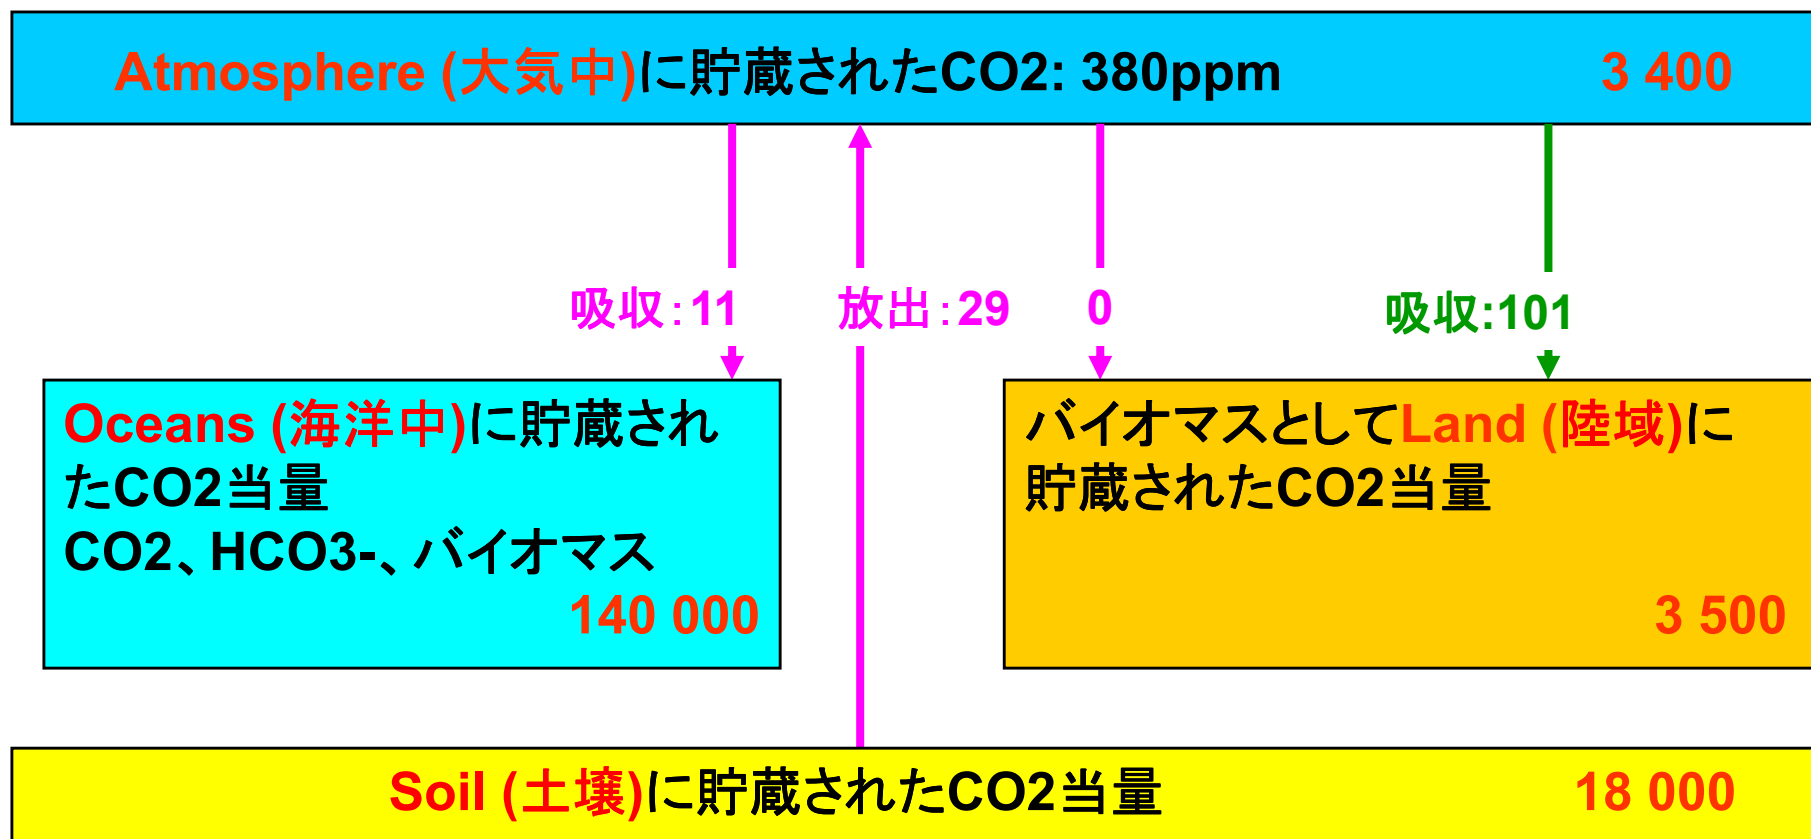 Atmosphere (大気中)に貯蔵されたCO2: 380ppm 3 400
吸収：11 放出：29 0 吸収:101
Oceans (海洋中)に貯蔵され
たCO2当量
CO2、HCO3-、バイオマス
140 000
バイオマスとしてLand (陸域)に
貯蔵されたCO2当量
3 500
Soil (土壌)に貯蔵されたCO2当量 18 000